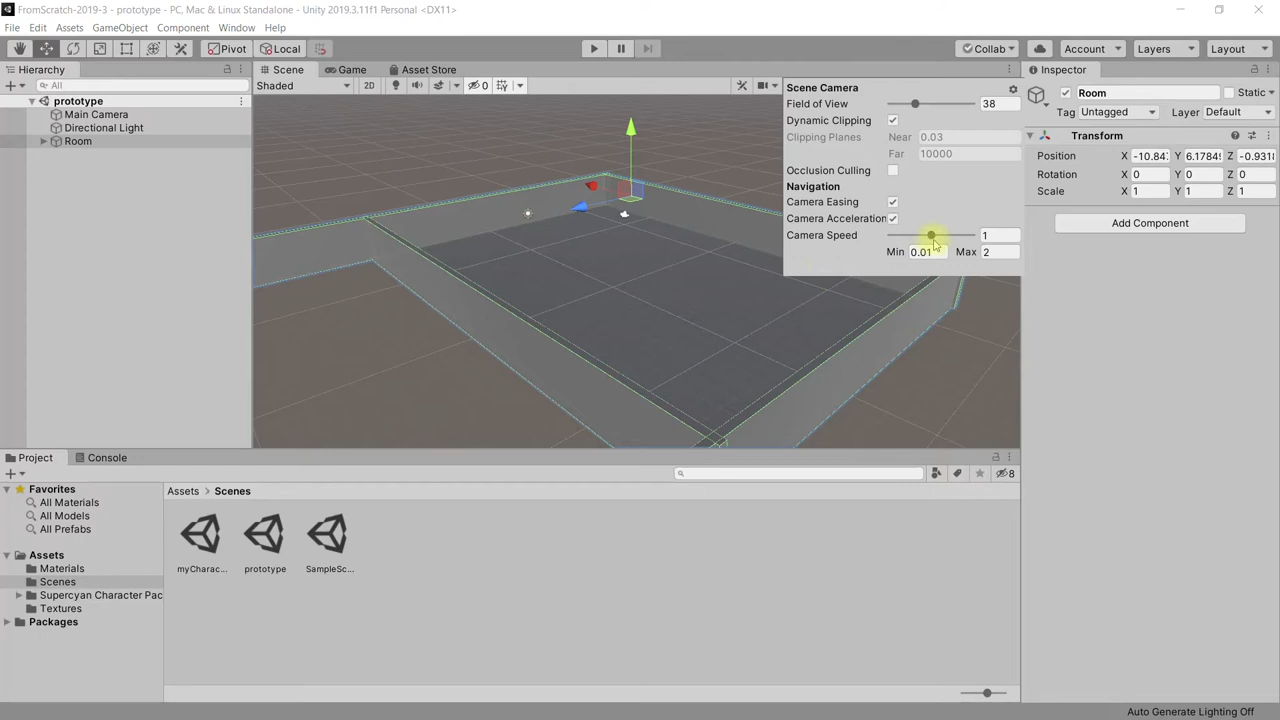 FromScratch-2019-3 - prototype - PC, Mac & Linux Standalone - Unity 2019.3.11f1 Personal <DX11>
File Edit Assets GameObject Component Window Help
Pivot Local Collab Account Layers Layout
Hierarchy
All
prototype
Main Camera
Directional Light
Room
Scene Game Asset Store
Shaded 2D 0
Scene Camera
Field of View 38
Dynamic Clipping
Clipping Planes Near 0.03
Far 10000
Occlusion Culling
Navigation
Camera Easing
Camera Acceleration
Camera Speed 1
Min 0.01 Max 2
Inspector
Room Static
Tag Untagged Layer Default
Transform
Position X -10.84 Y 6.1784 Z -0.931
Rotation X 0 Y 0 Z 0
Scale X 1 Y 1 Z 1
Add Component
Project Console
8
Favorites
All Materials
All Models
All Prefabs
Assets
Materials
Scenes
Supercyan Character Pac
Textures
Packages
Assets > Scenes
myCharac... prototype SampleSc...
Auto Generate Lighting Off